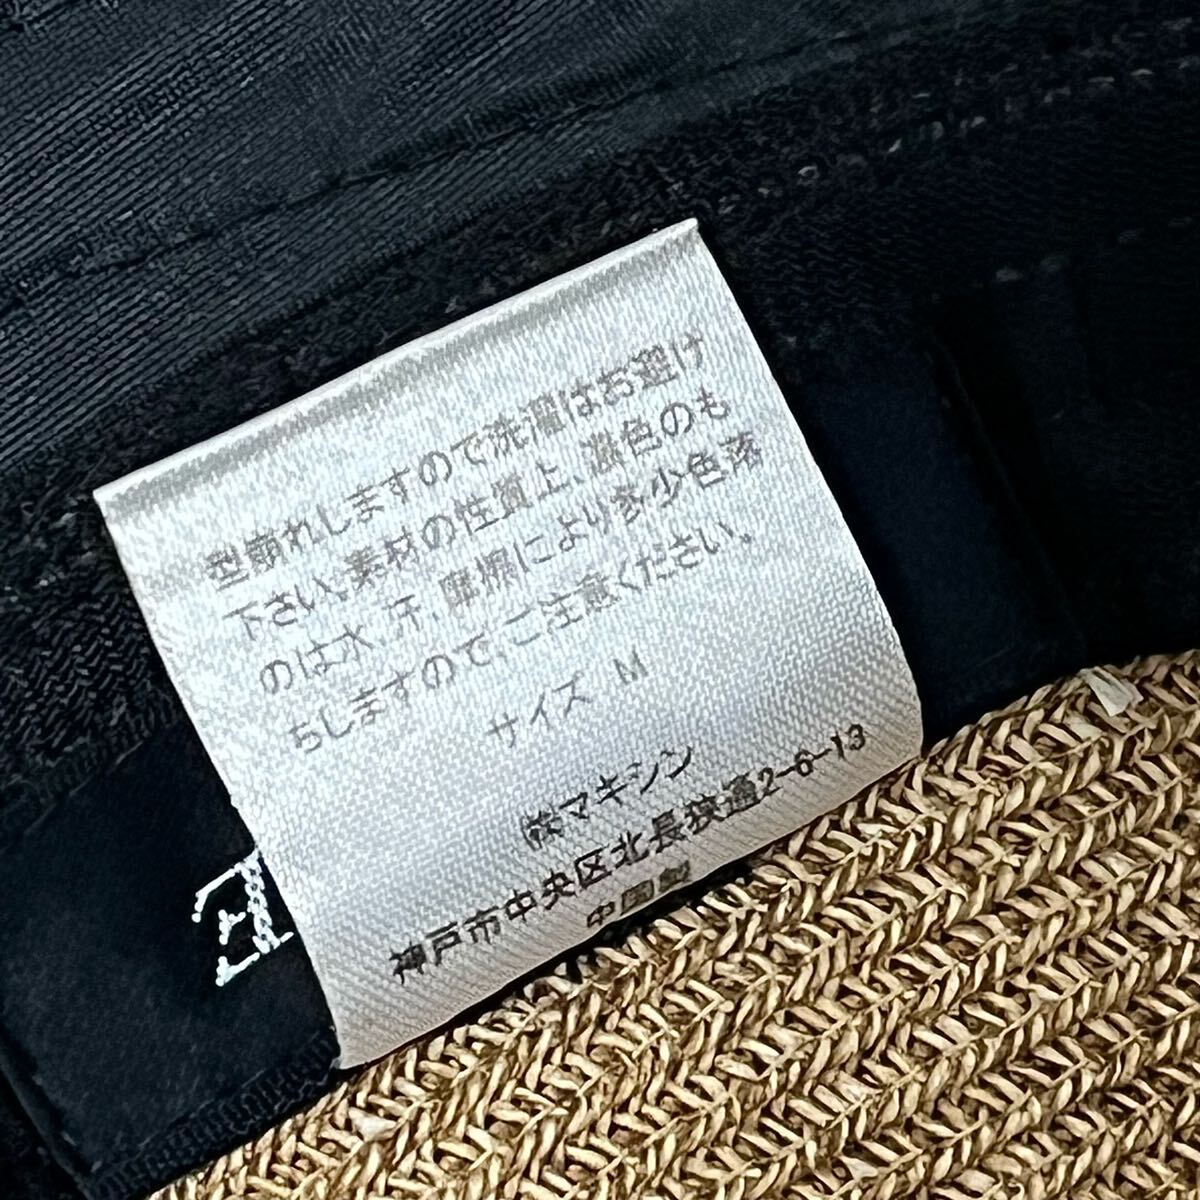 型崩れしますので洗濯はお避け
下さい、素材の性質上、濃色のも
のは水、汗、摩擦により多少色落
ちしますので、ご注意ください。
サイズ M
㈱マキシン
神戸市中央区北長狭通2-6-13
中国製
E